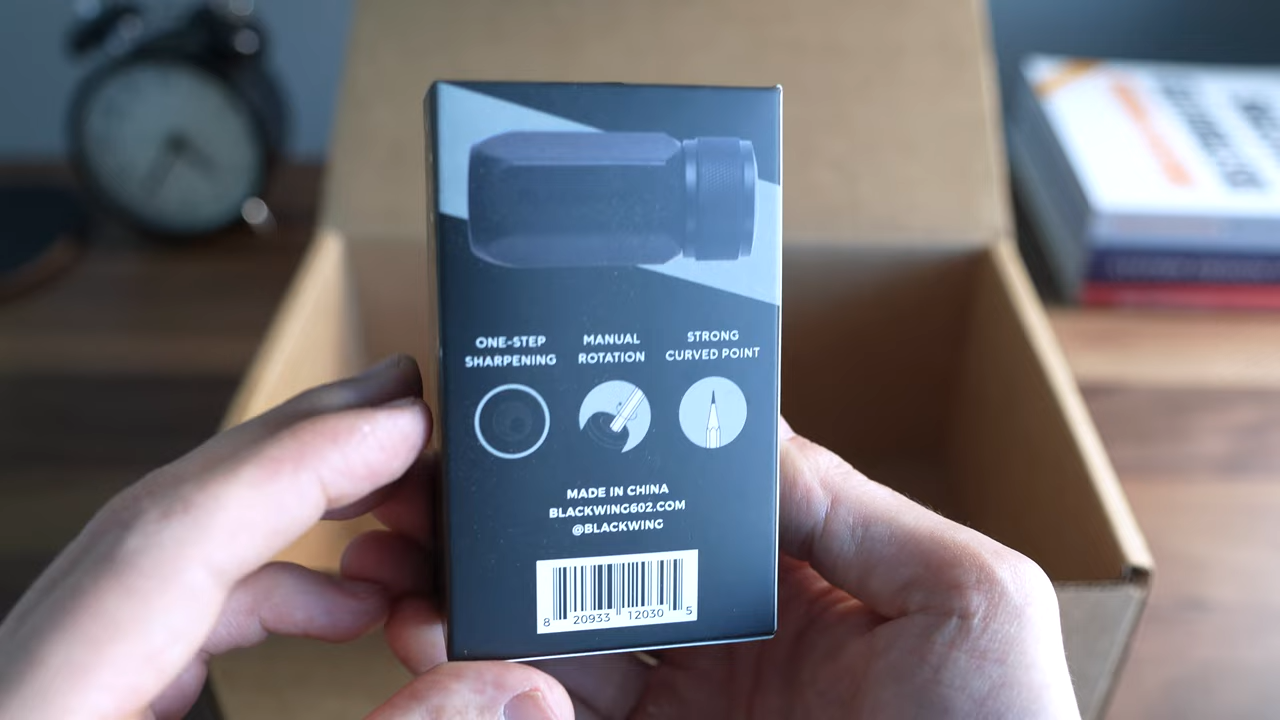 ONE-STEP
SHARPENING
MANUAL
ROTATION
STRONG
CURVED POINT
MADE IN CHINA
BLACKWING602.COM
@BLACKWING
8 20933 12030 5